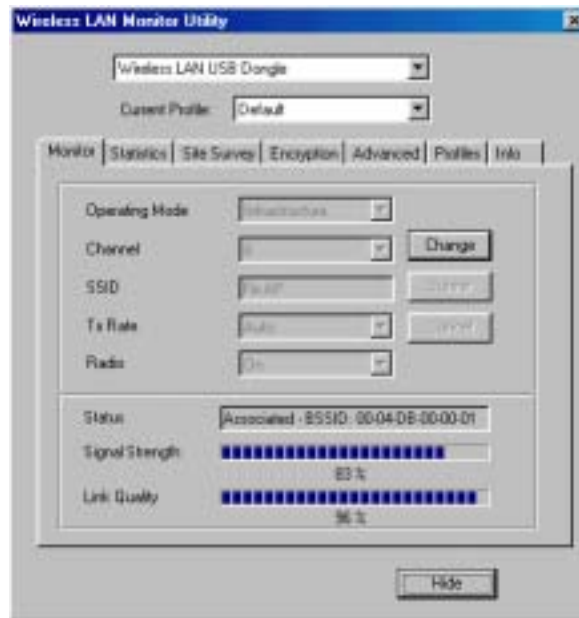 Wireless LAN Monitor Utility
Wireless LAN USB Dongle
Current Profile: Default
Monitor Statistics Site Survey Encryption Advanced Profiles Info
Operating Mode Infrastructure
Channel Change
SSID
Tx Rate Auto Cancel
Radio On
Status Associated - BSSID: 00-04-DB-00-00-01
Signal Strength
83 %
Link Quality
96 %
Hide